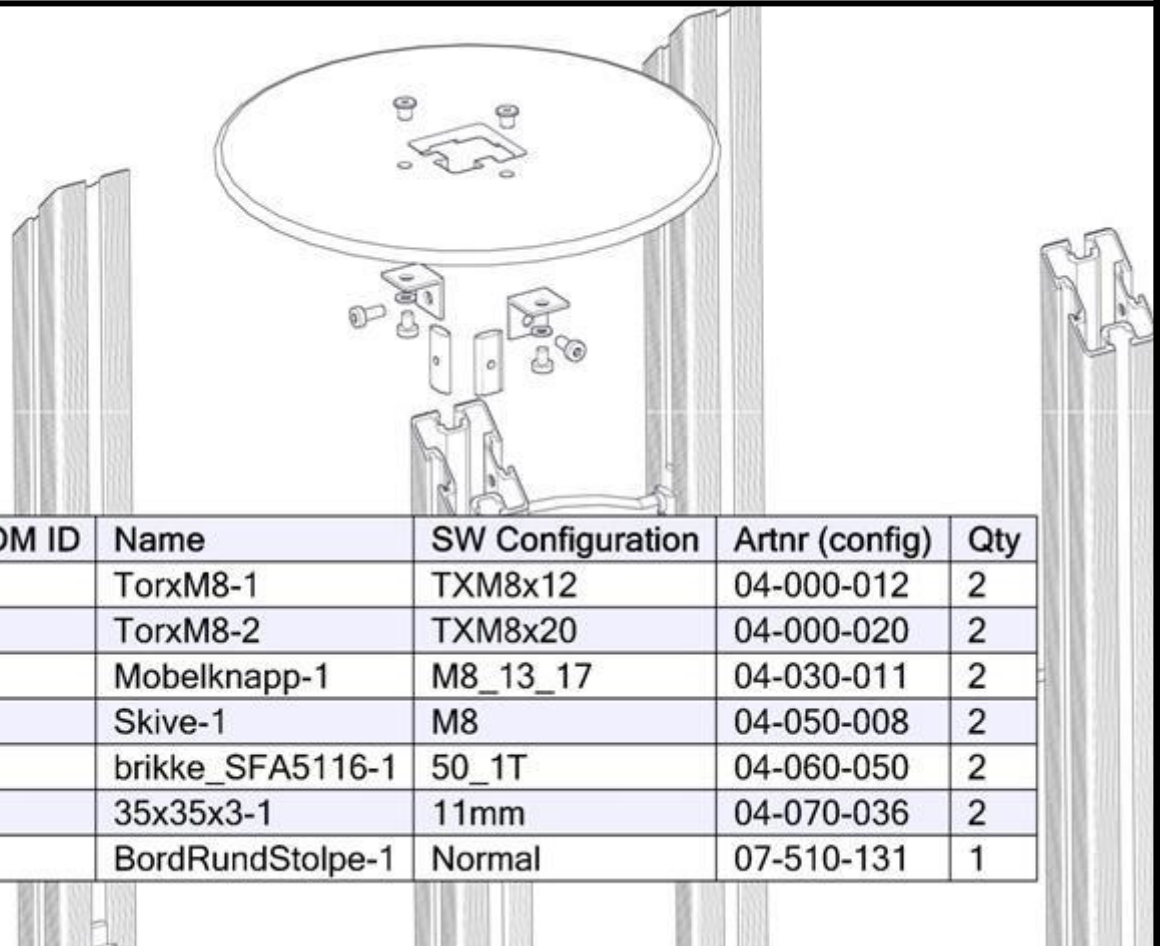 OM ID Name SW Configuration Artnr (config) Qty
TorxM8-1 TXM8x12 04-000-012 2
TorxM8-2 TXM8x20 04-000-020 2
Mobelknapp-1 M8_13_17 04-030-011 2
Skive-1 M8 04-050-008 2
brikke_SFA5116-1 50_1T 04-060-050 2
35x35x3-1 11mm 04-070-036 2
BordRundStolpe-1 Normal 07-510-131 1